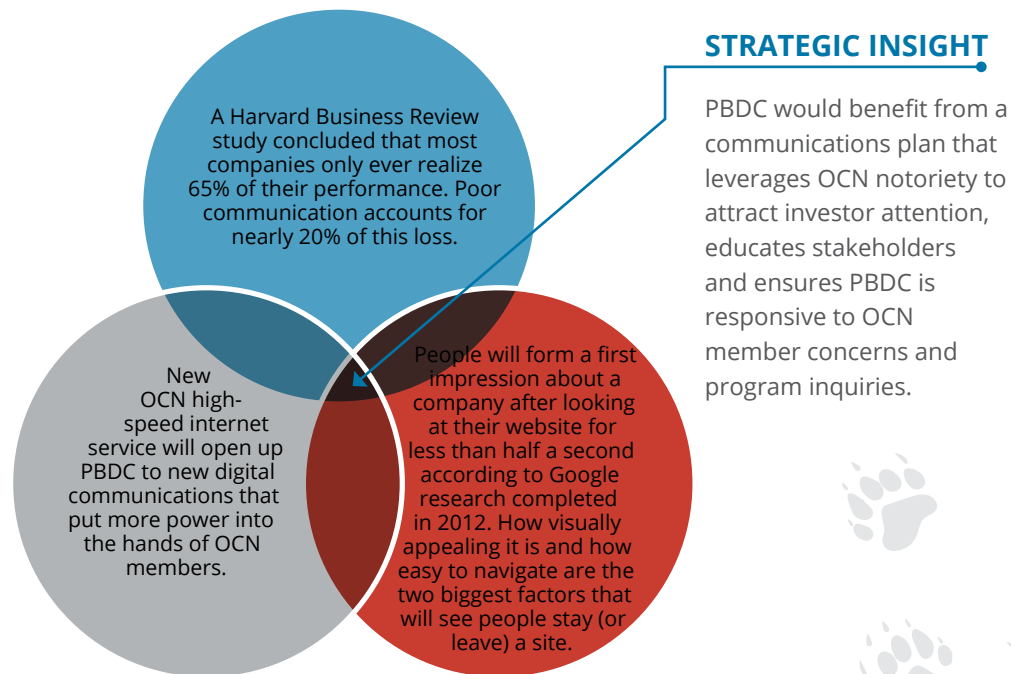 A Harvard Business Review
study concluded that most
companies only ever realize
65% of their performance. Poor
communication accounts for
nearly 20% of this loss.
New
OCN high-
speed internet
service will open up
PBDC to new digital
communications that
put more power into
the hands of OCN
members.
People will form a first
impression about a
company after looking
at their website for
less than half a second
according to Google
research completed
in 2012. How visually
appealing it is and how
easy to navigate are the
two biggest factors that
will see people stay (or
leave) a site.
STRATEGIC INSIGHT
PBDC would benefit from a
communications plan that
leverages OCN notoriety to
attract investor attention,
educates stakeholders
and ensures PBDC is
responsive to OCN
member concerns and
program inquiries.